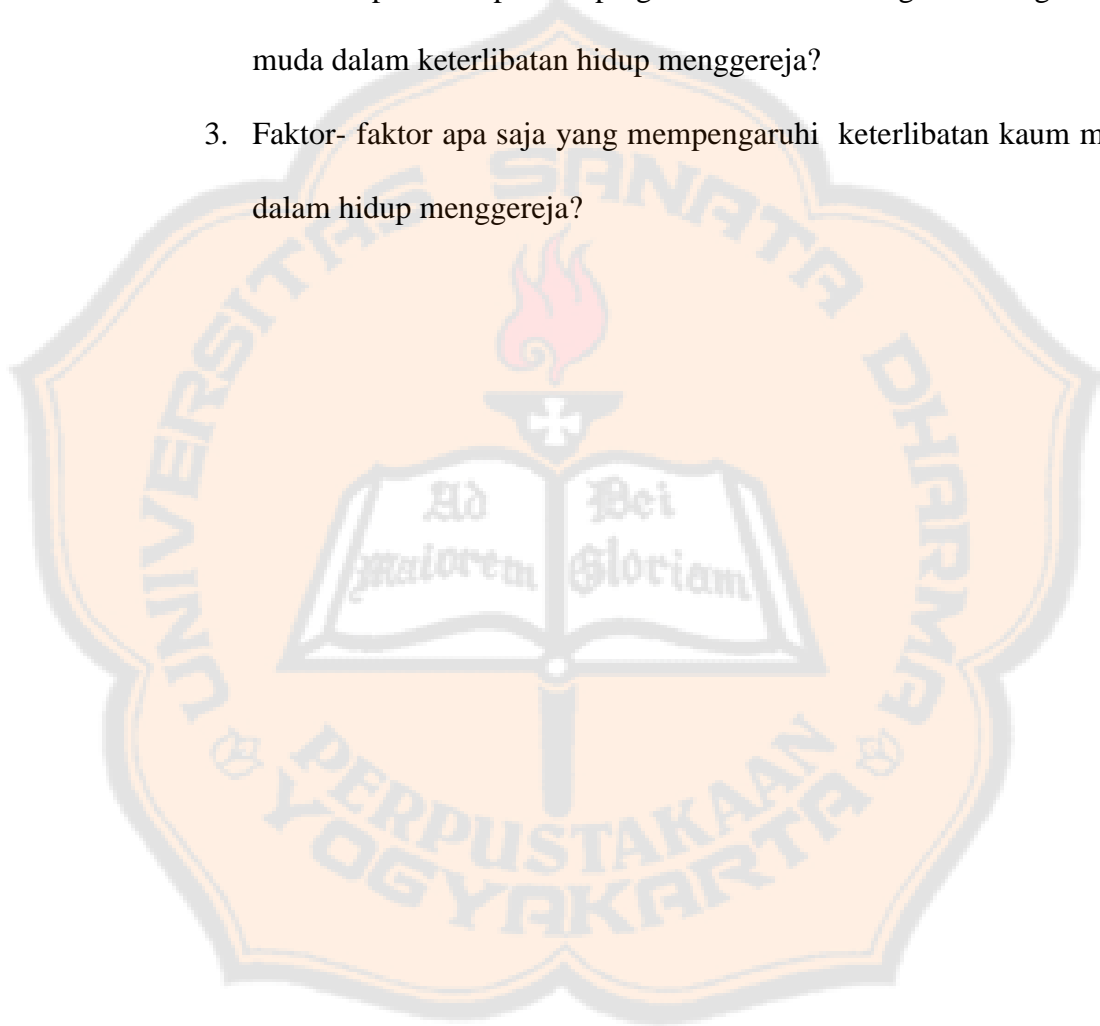 muda dalam keterlibatan hidup menggereja?
3. Faktor- faktor apa saja yang mempengaruhi keterlibatan kaum m
dalam hidup menggereja?
UNIVERSITAS SANATA DHARMA
Ad Dei
Maiorem Gloriam
PERPUSTAKAAN
YOGYAKARTA